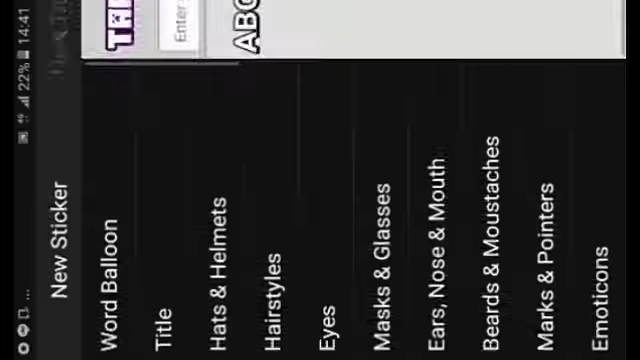 22% 14:41
New Sticker
Word Balloon
Title
Hats & Helmets
Hairstyles
Eyes
Masks & Glasses
Ears, Nose & Mouth
Beards & Moustaches
Marks & Pointers
Emoticons
Enter
ABC